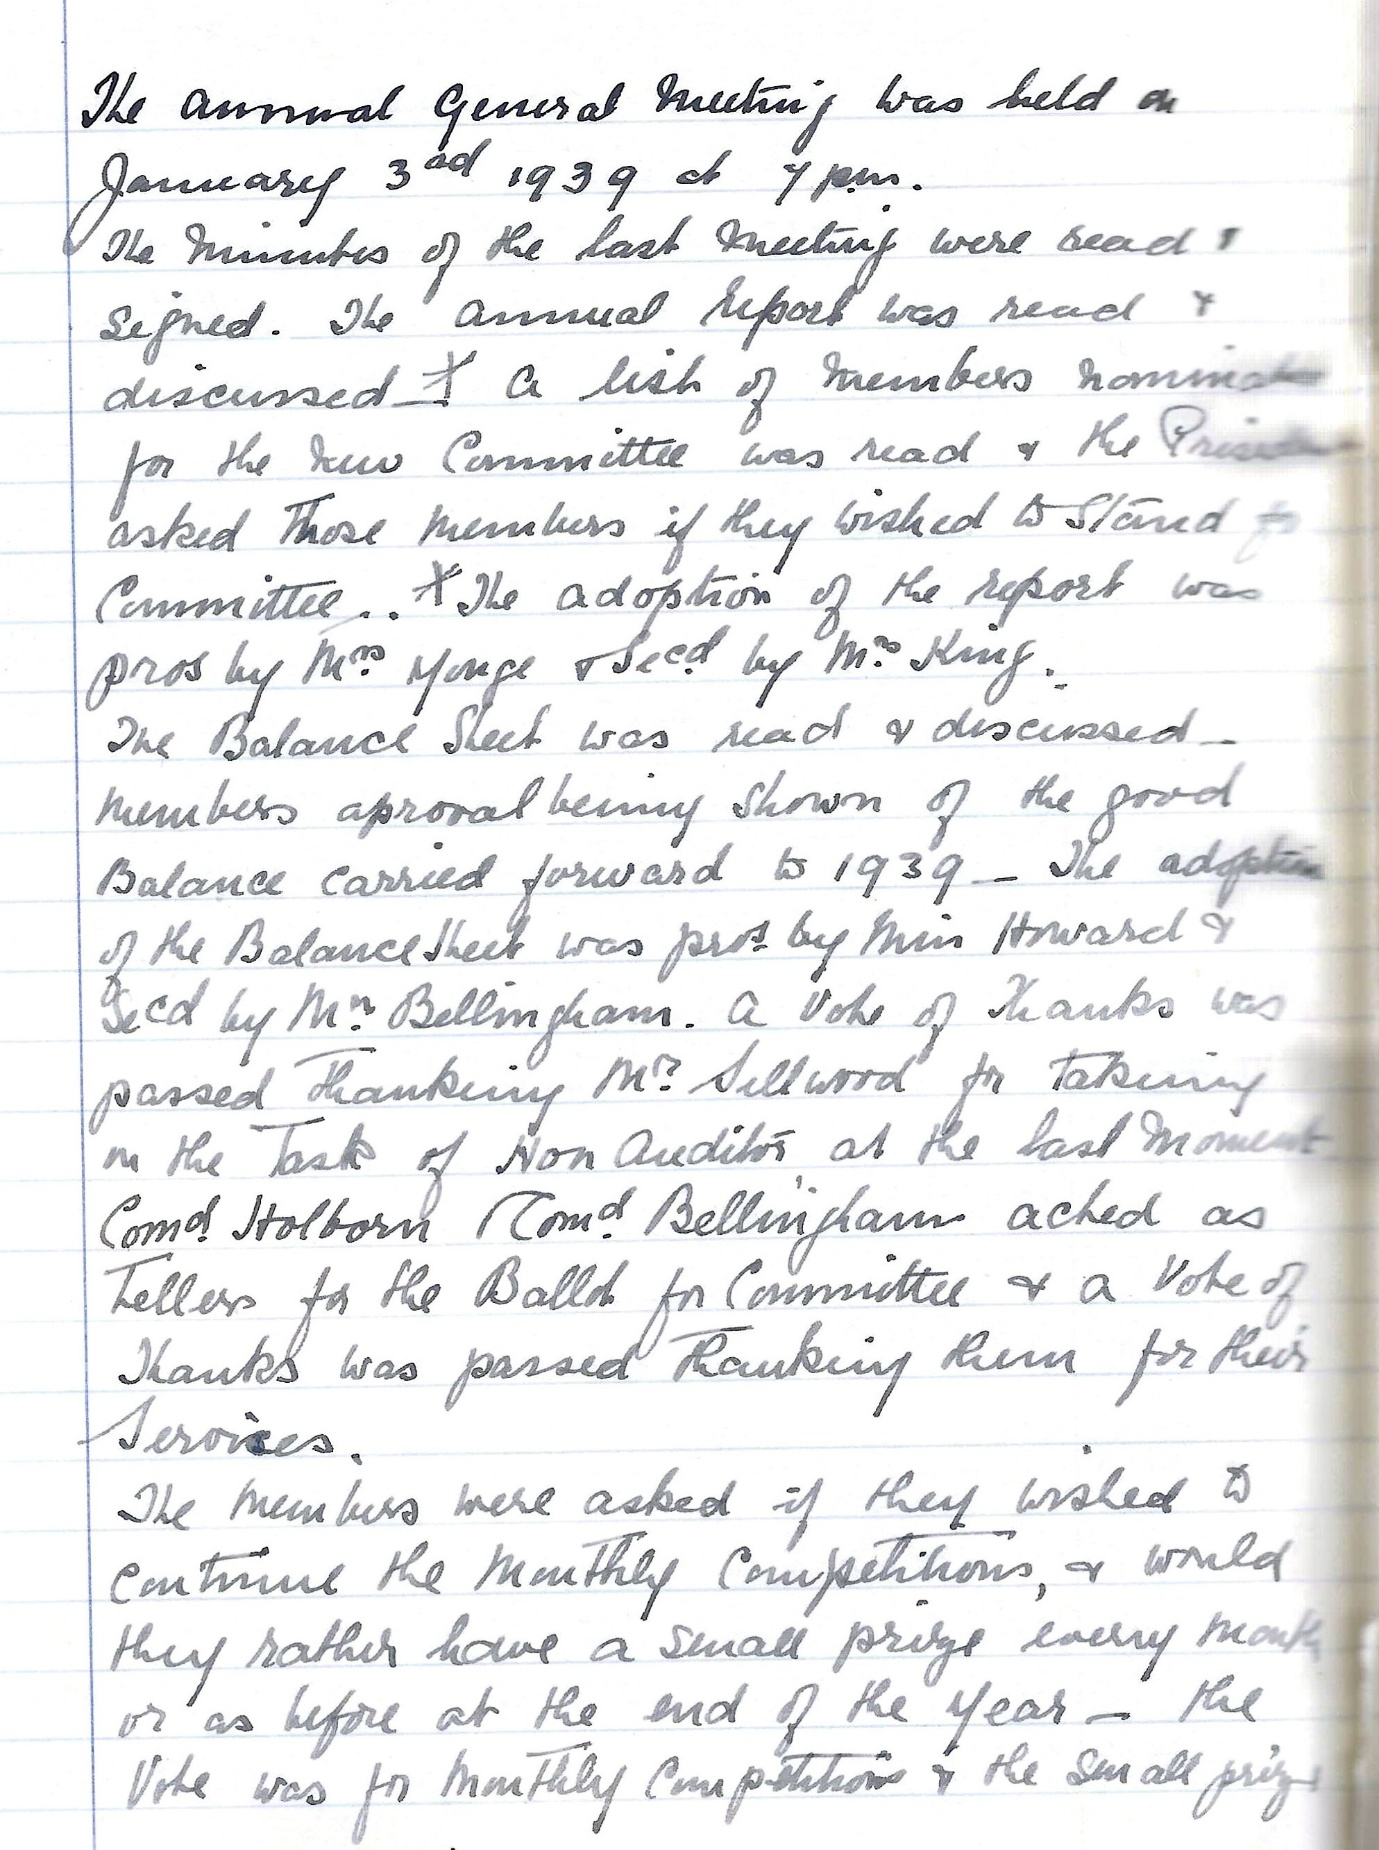 The Annual General Meeting was held on
January 3rd 1939 at 7 pm.
The Minutes of the last Meeting were read &
signed. The Annual report was read &
discussed — X A list of Members nominated
for the New Committee was read & the President
asked those Members if they wished to stand for
Committee.. X The adoption of the report was
pros by Mrs Yonge & Secd by Mrs King.
The Balance Sheet was read & discussed —
Members aproval being shown of the good
Balance carried forward to 1939 — The adoption
of the Balance Sheet was pros by Miss Howard &
Secd by Mrs Bellingham. A Vote of Thanks was
passed Thanking Mr Sellwood for taking
on the Task of Hon Auditor at the last Moment
Comd. Holborn & Comd. Bellingham acted as
Tellers for the Ballot for Committee & a Vote of
Thanks was passed Thanking them for their
Services.
The Members were asked if they wished to
continue the Monthly Competitions, & would
they rather have a small prize every month
or as before at the end of the Year — the
Vote was for Monthly Competitions & the small prize